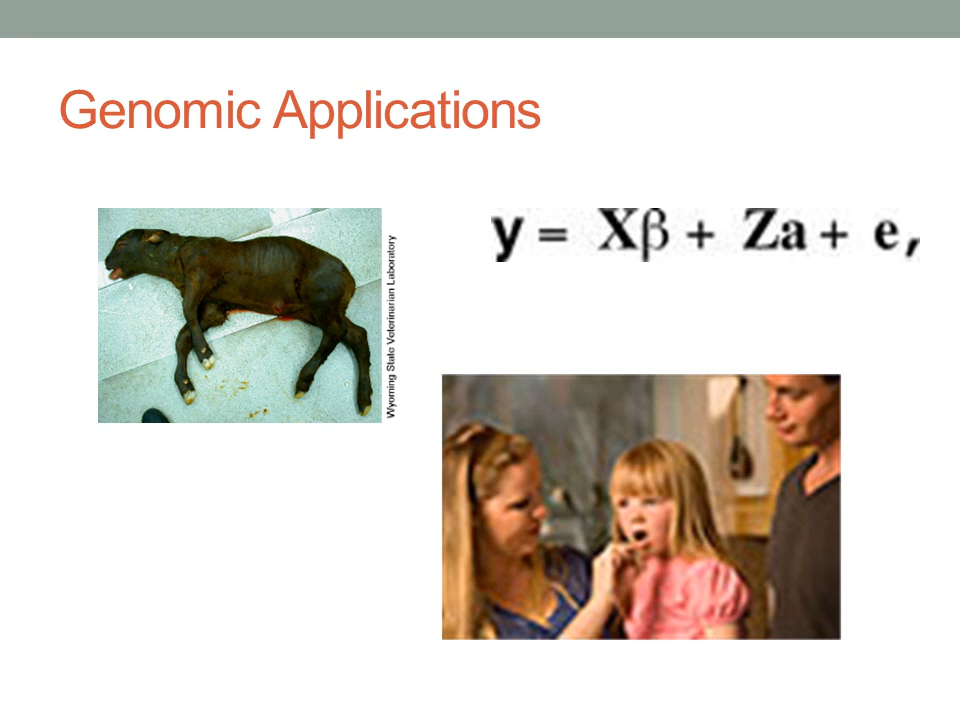 Genomic Applications
y = Xβ + Za + e,
Wyoming State Veterinarian Laboratory